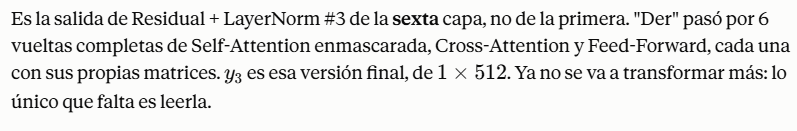 Es la salida de Residual + LayerNorm #3 de la sexta capa, no de la primera. "Der" pasó por 6
vueltas completas de Self-Attention enmascarada, Cross-Attention y Feed-Forward, cada una
con sus propias matrices. y₃ es esa versión final, de 1 × 512. Ya no se va a transformar más: lo
único que falta es leerla.